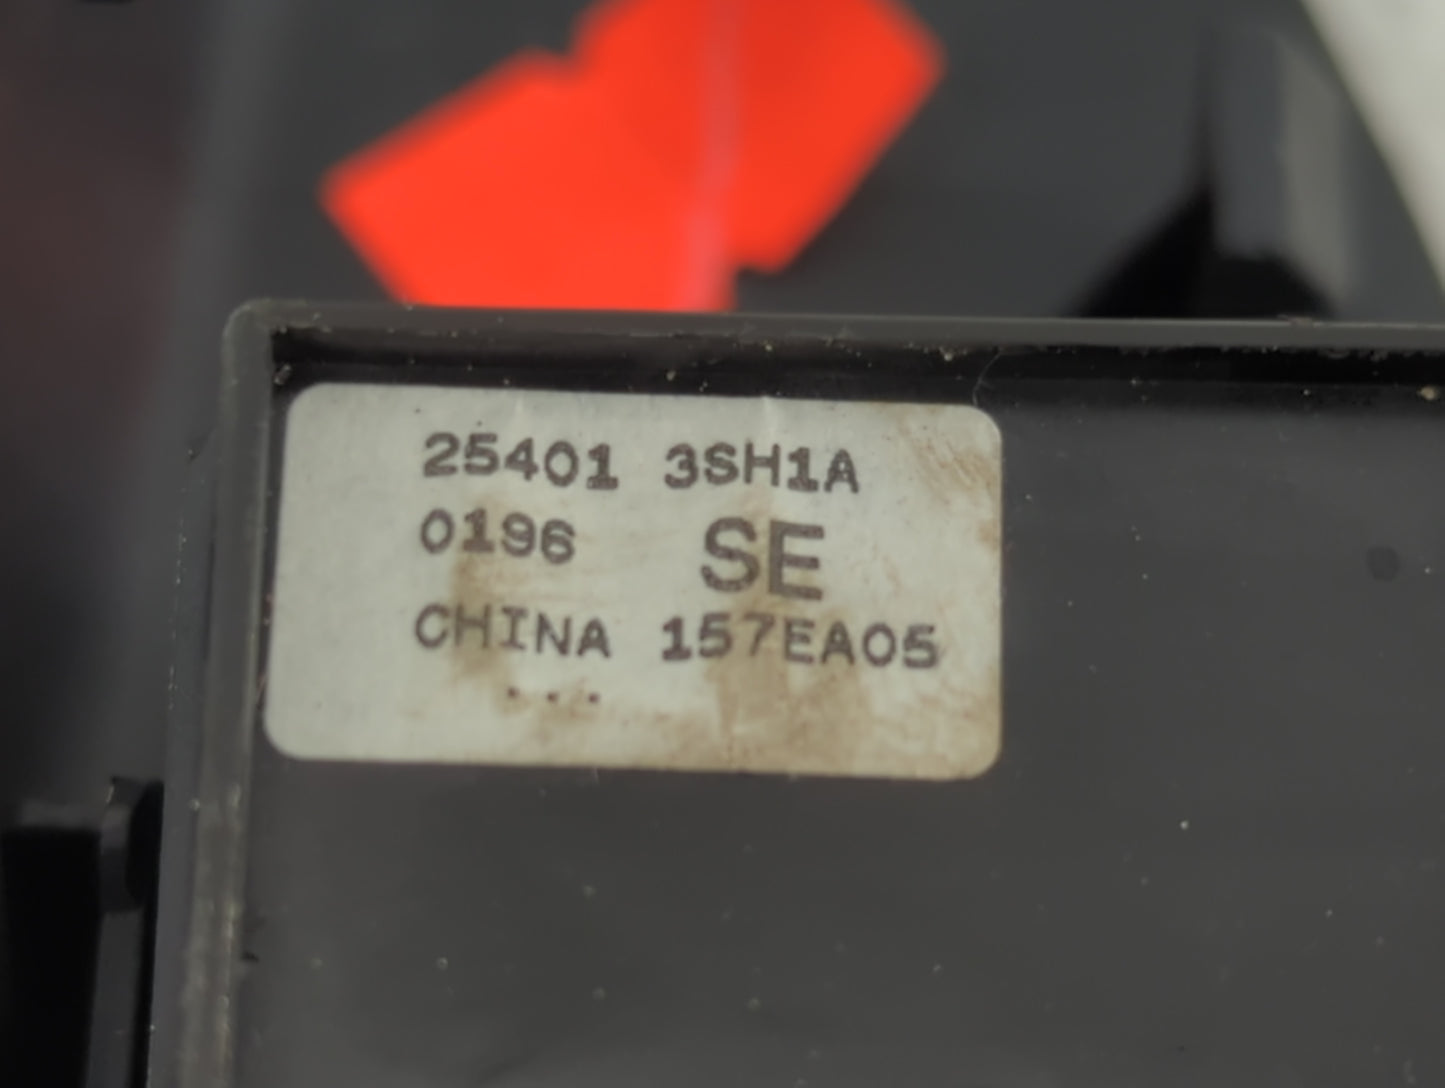 25401 3SH1A
0196 SE
CHINA 157EA05
...